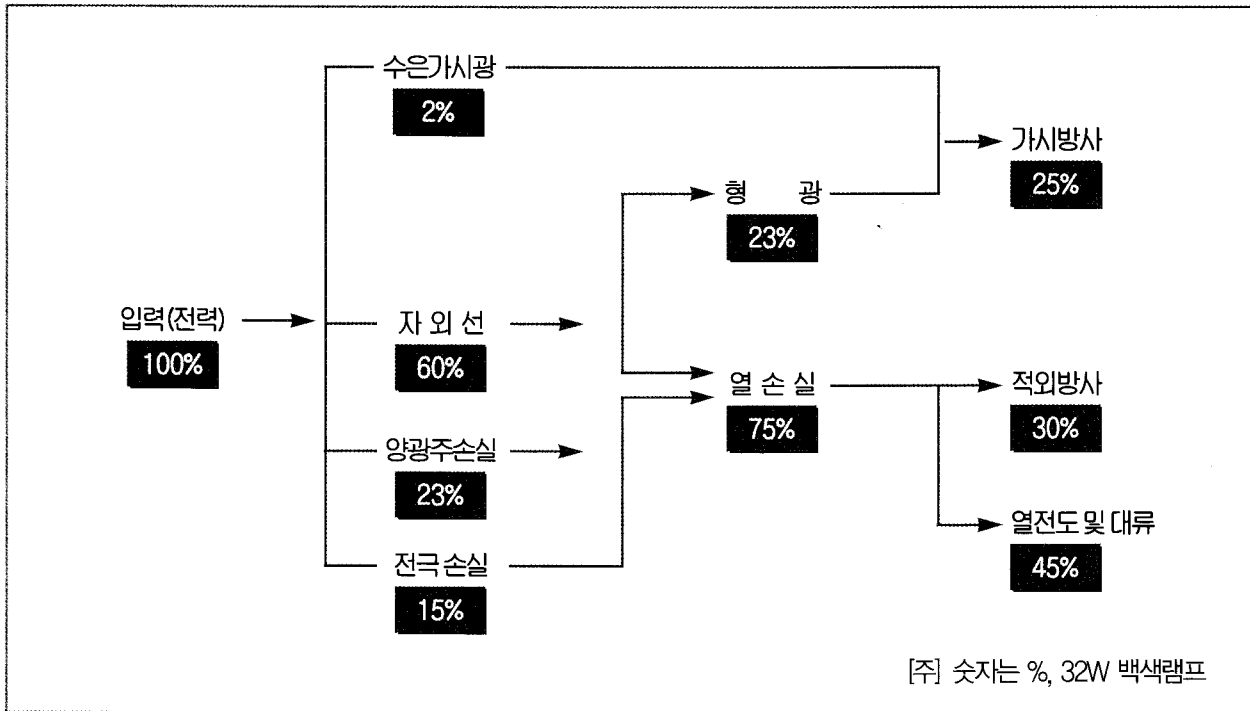 수은가시광
2%
가시방사
25%
형 광
23%
입력(전력)
100%
자 외 선
60%
열 손 실
75%
적외방사
30%
양광주손실
23%
열전도 및 대류
45%
전극 손실
15%
[주] 숫자는 %, 32W 백색램프